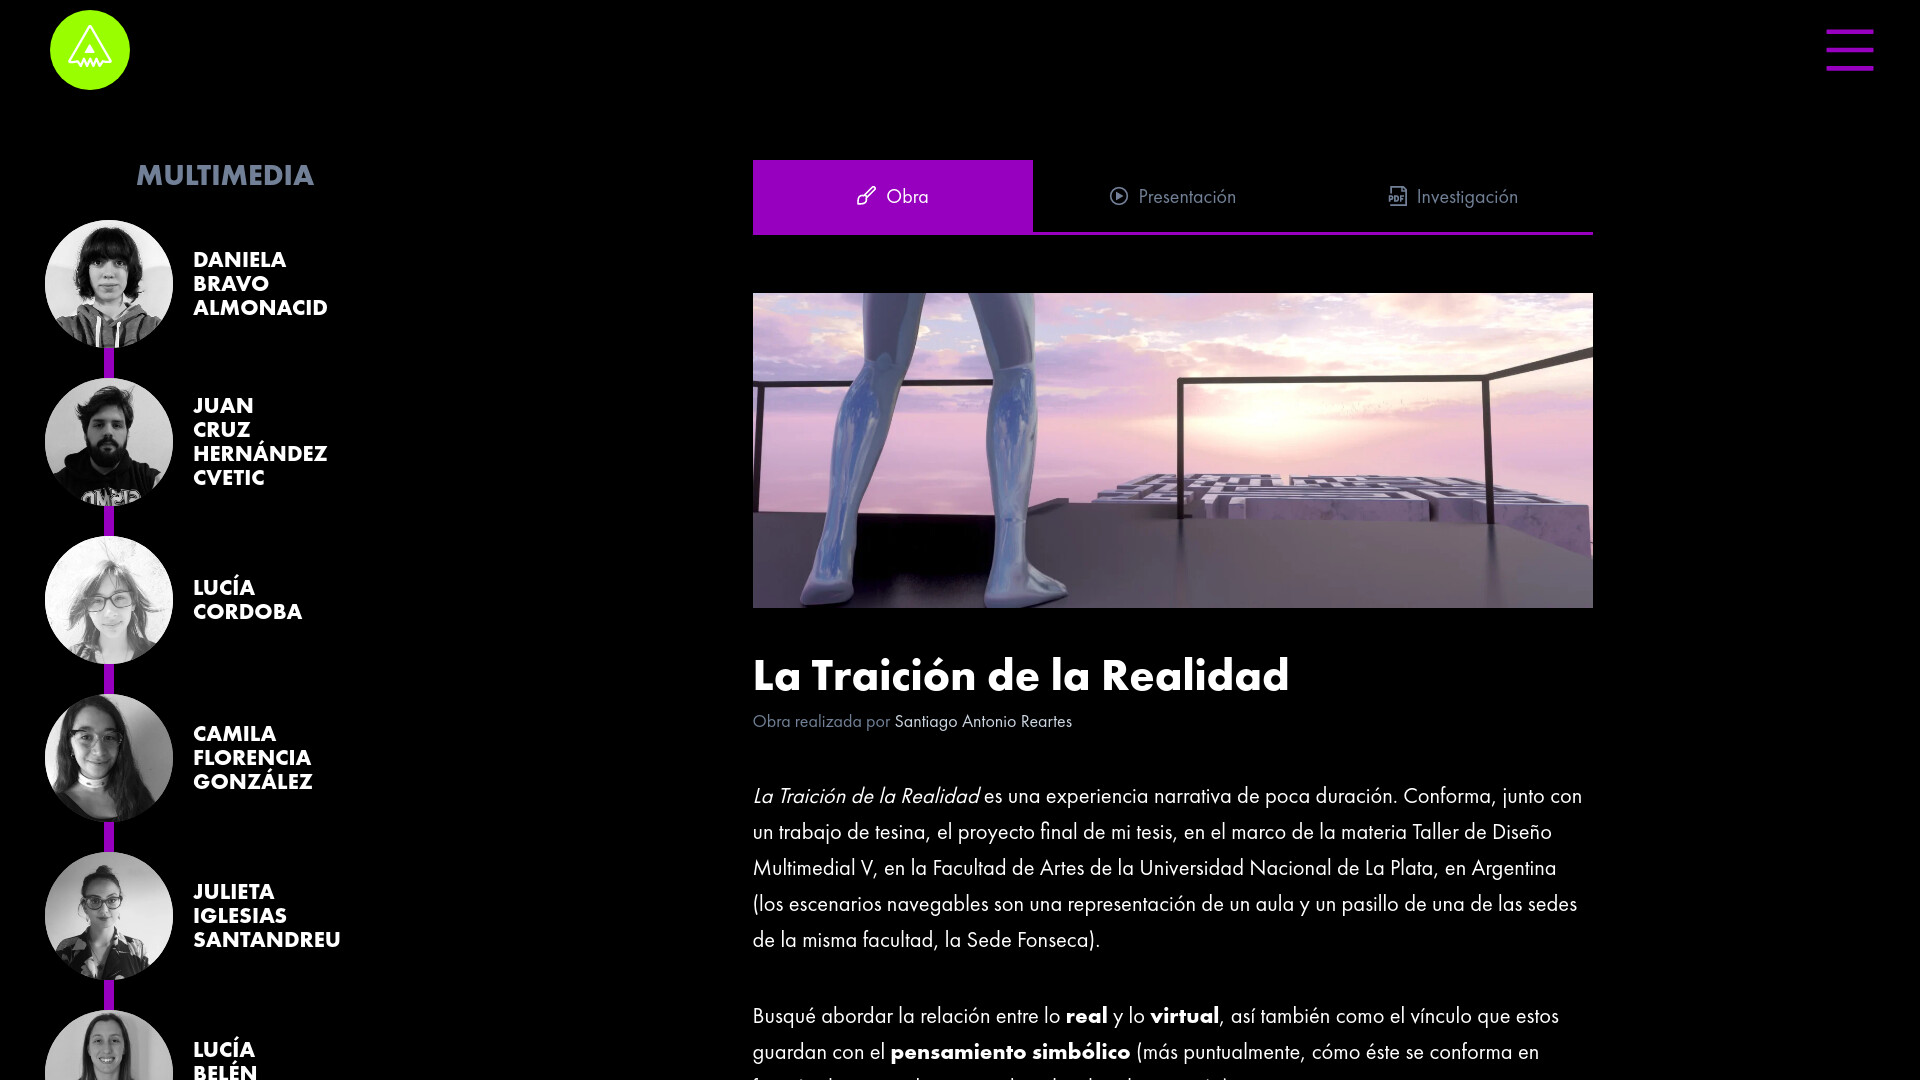 MULTIMEDIA
DANIELA
BRAVO
ALMONACID
JUAN
CRUZ
HERNÁNDEZ
CVETIC
LUCÍA
CORDOBA
CAMILA
FLORENCIA
GONZÁLEZ
JULIETA
IGLESIAS
SANTANDREU
LUCÍA
BELÉN
Obra
Presentación
Investigación
La Traición de la Realidad
Obra realizada por Santiago Antonio Reartes
La Traición de la Realidad es una experiencia narrativa de poca duración. Conforma, junto con
un trabajo de tesina, el proyecto final de mi tesis, en el marco de la materia Taller de Diseño
Multimedial V, en la Facultad de Artes de la Universidad Nacional de La Plata, en Argentina
(los escenarios navegables son una representación de un aula y un pasillo de una de las sedes
de la misma facultad, la Sede Fonseca).
Busqué abordar la relación entre lo real y lo virtual, así también como el vínculo que estos
guardan con el pensamiento simbólico (más puntualmente, cómo éste se conforma en